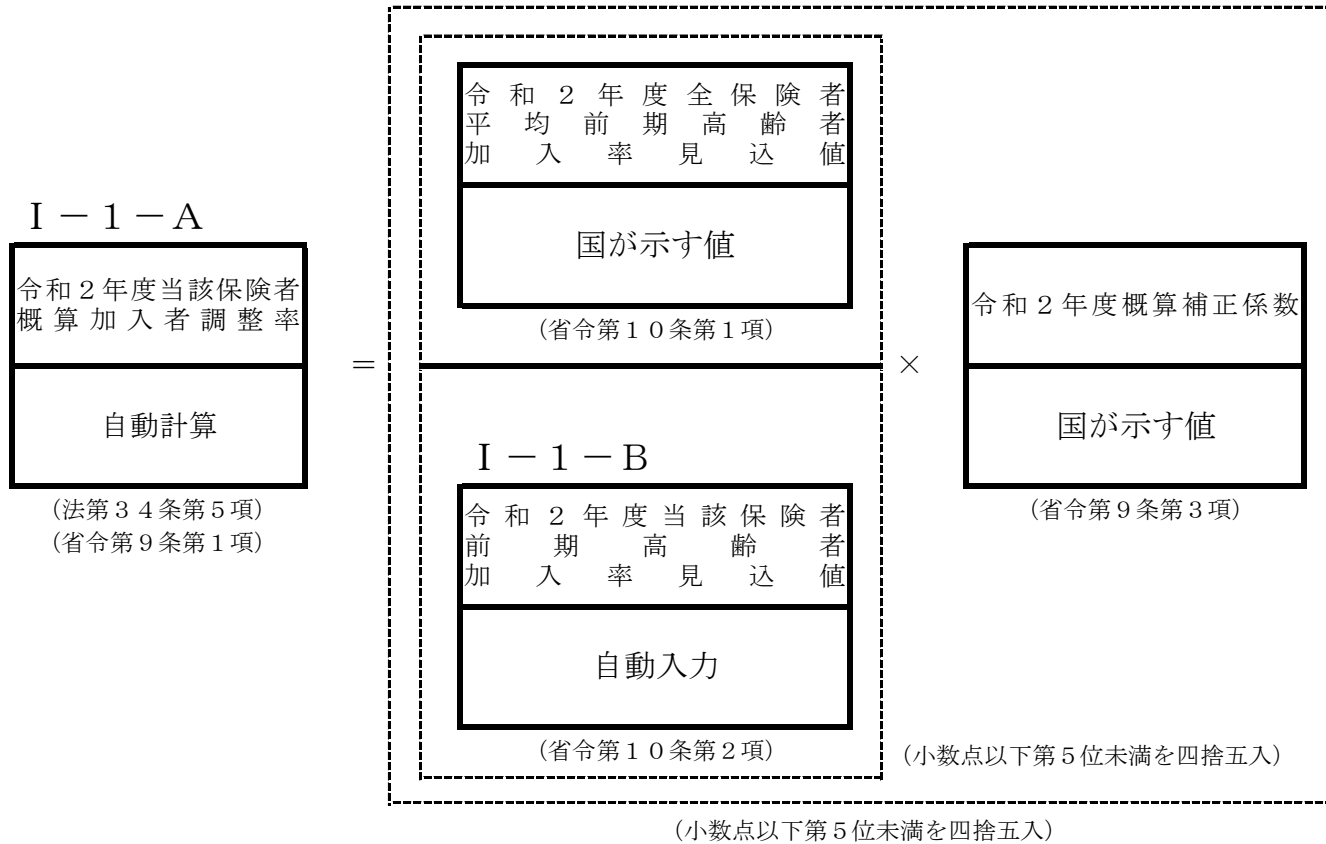 Ⅰ－１－Ａ
令和２年度当該保険者
概算加入者調整率
自動計算
（法第３４条第５項）
（省令第９条第１項）
＝
令和２年度全保険者
平均前期高齢者
加入率見込値
国が示す値
（省令第１０条第１項）
Ⅰ－１－Ｂ
令和２年度当該保険者
前期高齢者
加入率見込値
自動入力
（省令第１０条第２項）
（小数点以下第５位未満を四捨五入）
×
令和２年度概算補正係数
国が示す値
（省令第９条第３項）
（小数点以下第５位未満を四捨五入）